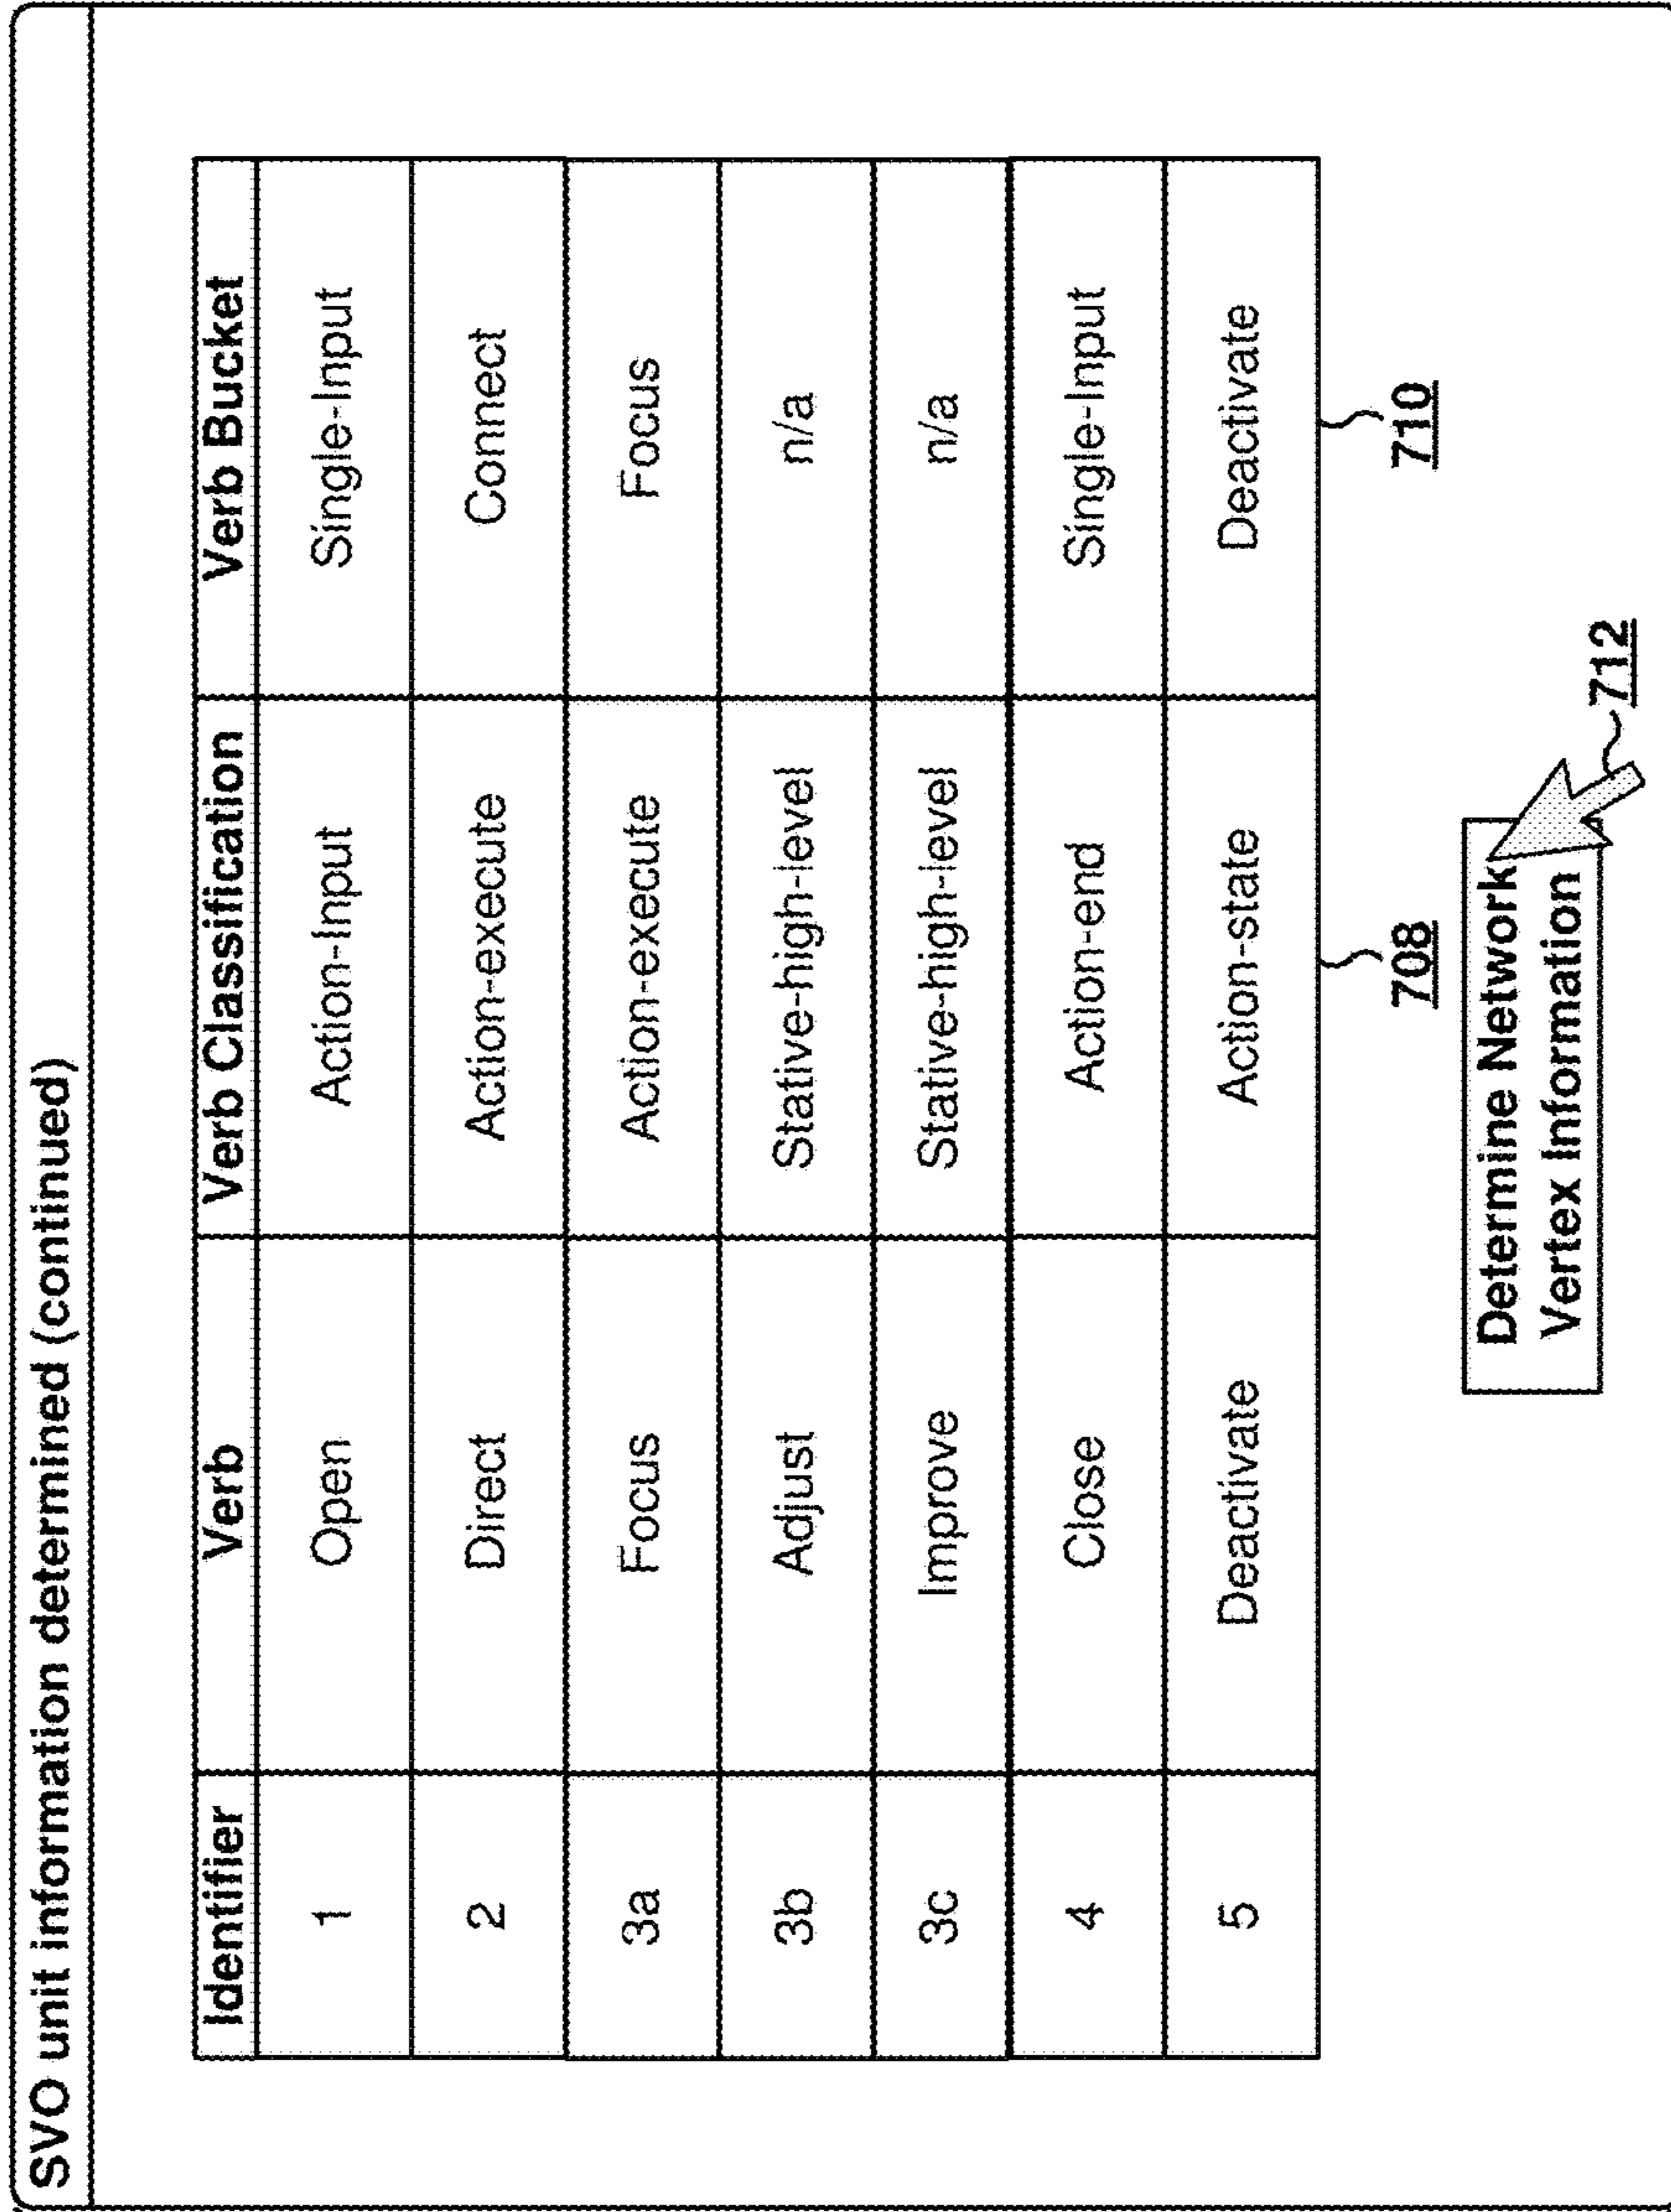 SVO unit information determined (continued)
Identifier Verb Verb Classification Verb Bucket
1 Open Action-Input Single-Input
2 Direct Action-execute Connect
3a Focus Action-execute Focus
3b Adjust Stative-high-level n/a
3c Improve Stative-high-level n/a
4 Close Action-end Single-Input
5 Deactivate Action-state Deactivate
708 710
Determine Network
Vertex Information
712